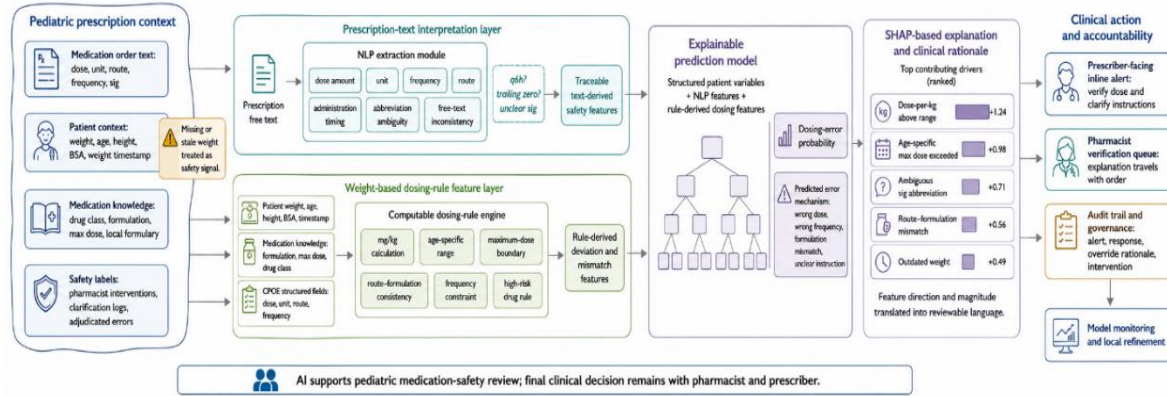 Pediatric prescription context
Medication order text:
dose, unit, route,
frequency, sig
Patient context:
weight, age, height,
BSA, weight timestamp
Missing or
stale weight
treated as
safety signal.
Medication knowledge:
drug class, formulation,
max dose, local formulary
Safety labels:
pharmacist interventions,
clarification logs,
adjudicated errors
Prescription-text interpretation layer
Prescription
free text
NLP extraction module
dose amount
unit
frequency
route
administration
timing
abbreviation
ambiguity
free-text
inconsistency
q6h?
trailing zero?
unclear sig
Traceable
text-derived
safety features
Weight-based dosing-rule feature layer
Patient weight, age,
height, BSA, timestamp
Medication knowledge:
formulation, max dose,
drug class
CPOE structured fields:
dose, unit, route,
frequency
Computable dosing-rule engine
mg/kg
calculation
age-specific
range
maximum-dose
boundary
route-formulation
consistency
frequency
constraint
high-risk
drug rule
Rule-derived
deviation and
mismatch
features
Explainable
prediction model
Structured patient variables
+ NLP features + rule-derived dosing features
Dosing-error
probability
Predicted error
mechanism:
wrong dose,
wrong frequency,
formulation
mismatch,
unclear instruction
SHAP-based explanation
and clinical rationale
Top contributing drivers
(ranked)
kg
Dose-per-kg
above range
+1.24
Age-specific
max dose exceeded
+0.98
?
Ambiguous
sig abbreviation
+0.71
Route-formulation
mismatch
+0.56
Outdated weight
+0.49
Feature direction and magnitude
translated into reviewable language.
Clinical action
and accountability
Prescriber-facing
inline alert:
verify dose and
clarify instructions
Pharmacist
verification queue:
explanation travels
with order
Audit trail and
governance:
alert, response,
override rationale,
intervention
Model monitoring
and local refinement
AI supports pediatric medication-safety review; final clinical decision remains with pharmacist and prescriber.